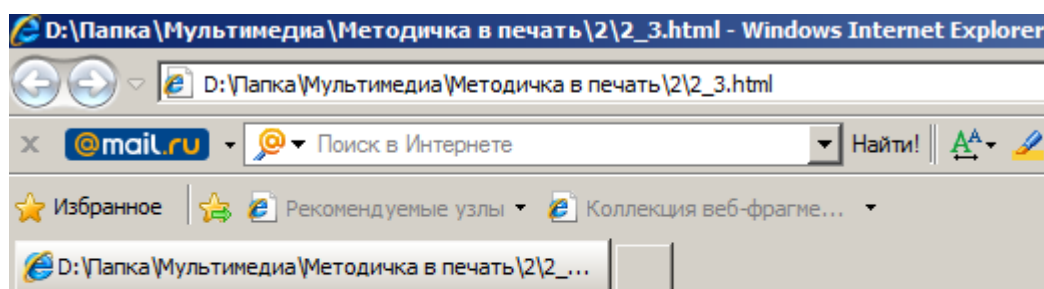 D:\Папка\Мультимедиа\Методичка в печать\2\2_3.html - Windows Internet Explorer
D:\Папка\Мультимедиа\Методичка в печать\2\2_3.html
@mail.ru Поиск в Интернете Найти! AA
Избранное Рекомендуемые узлы Коллекция веб-фрагме...
D:\Папка\Мультимедиа\Методичка в печать\2\2_...